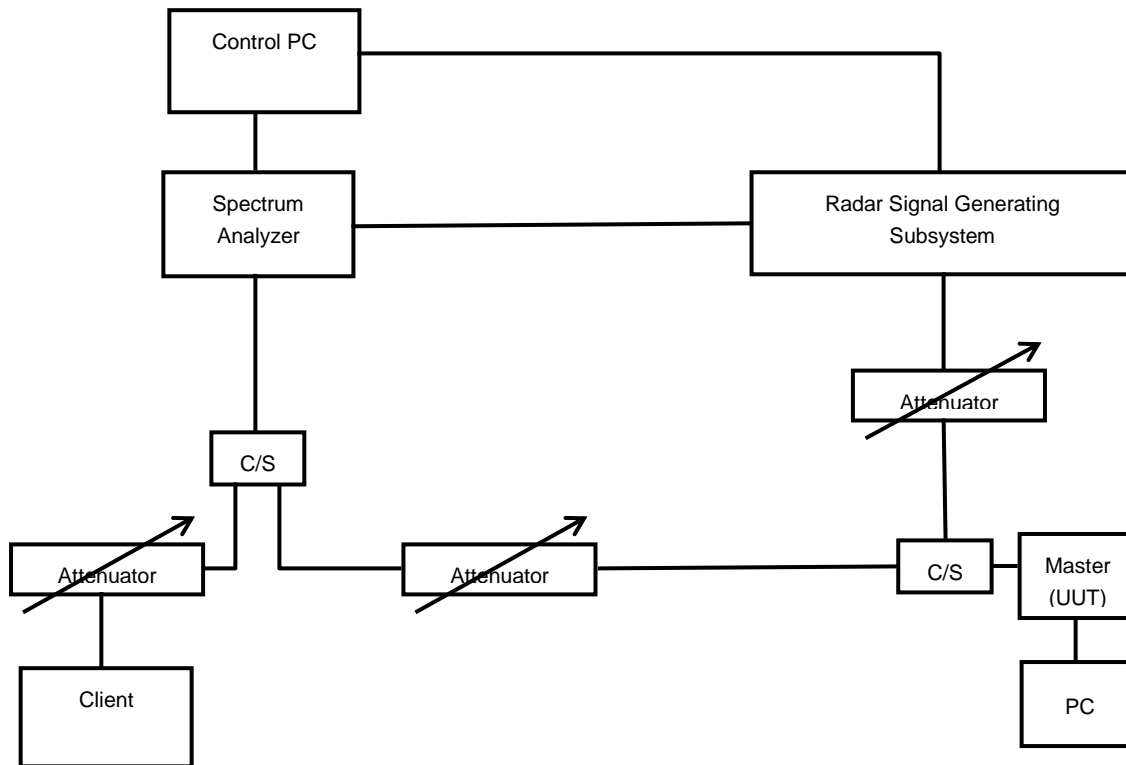 Control PC
Spectrum
Analyzer
Radar Signal Generating
Subsystem
Attenuator
C/S
Attenuator
Attenuator
C/S
Master
(UUT)
Client
PC